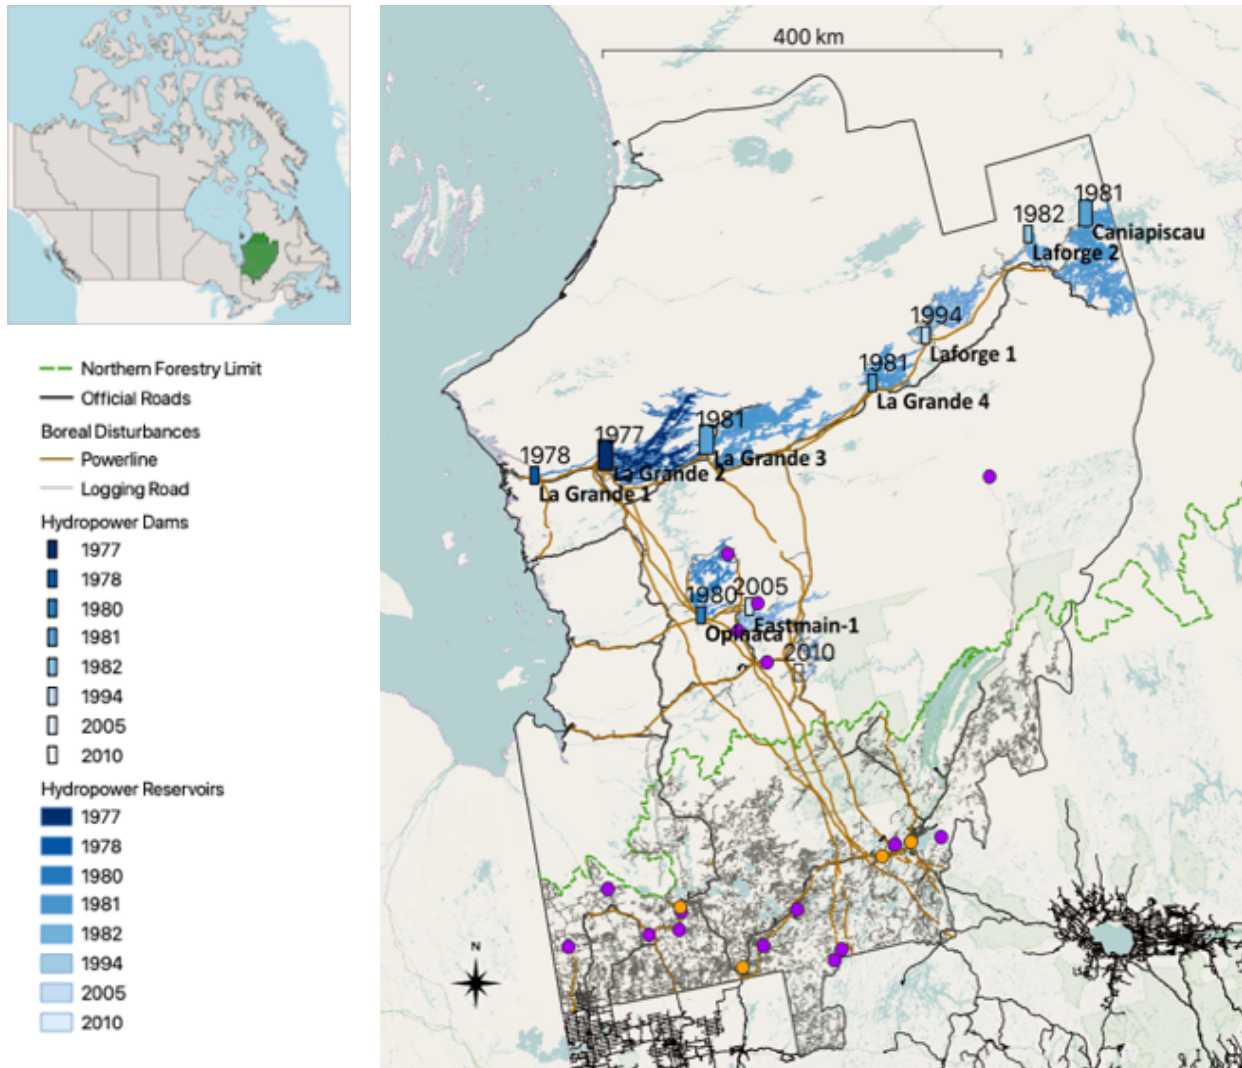 Northern Forestry Limit
Official Roads
Boreal Disturbances
Powerline
Logging Road
Hydropower Dams
1977
1978
1980
1981
1982
1994
2005
2010
Hydropower Reservoirs
1977
1978
1980
1981
1982
1994
2005
2010
400 km
1981
Caniapiscau
1982
Laforge 2
1994
Laforge 1
1981
La Grande 4
1981
La Grande 3
1977
La Grande 2
1978
La Grande 1
1980
Opinaca
2005
Eastmain-1
2010
N